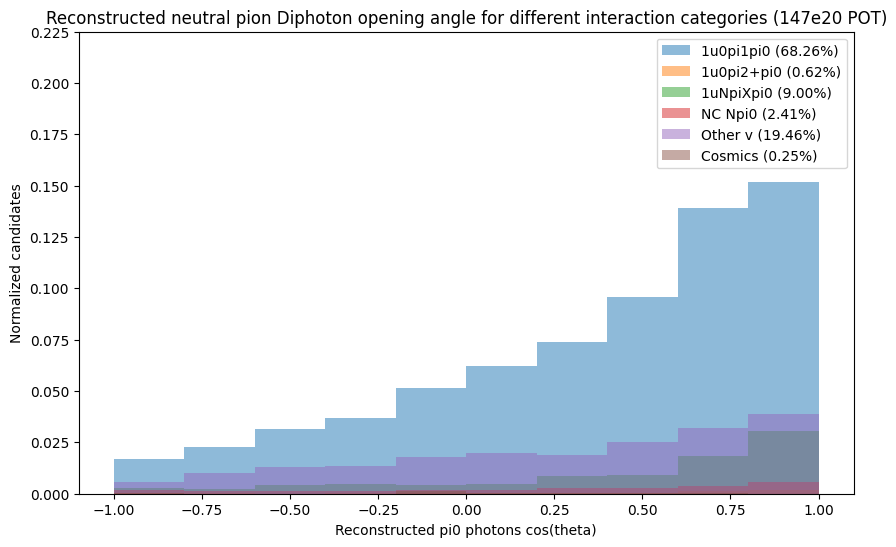 Reconstructed neutral pion Diphoton opening angle for different interaction categories (147e20 POT)
1u0pi1pi0 (68.26%)
1u0pi2+pi0 (0.62%)
1uNpiXpi0 (9.00%)
NC Npi0 (2.41%)
Other v (19.46%)
Cosmics (0.25%)
Normalized candidates
0.225
0.200
0.175
0.150
0.125
0.100
0.075
0.050
0.025
0.000
−1.00 −0.75 −0.50 −0.25 0.00 0.25 0.50 0.75 1.00
Reconstructed pi0 photons cos(theta)